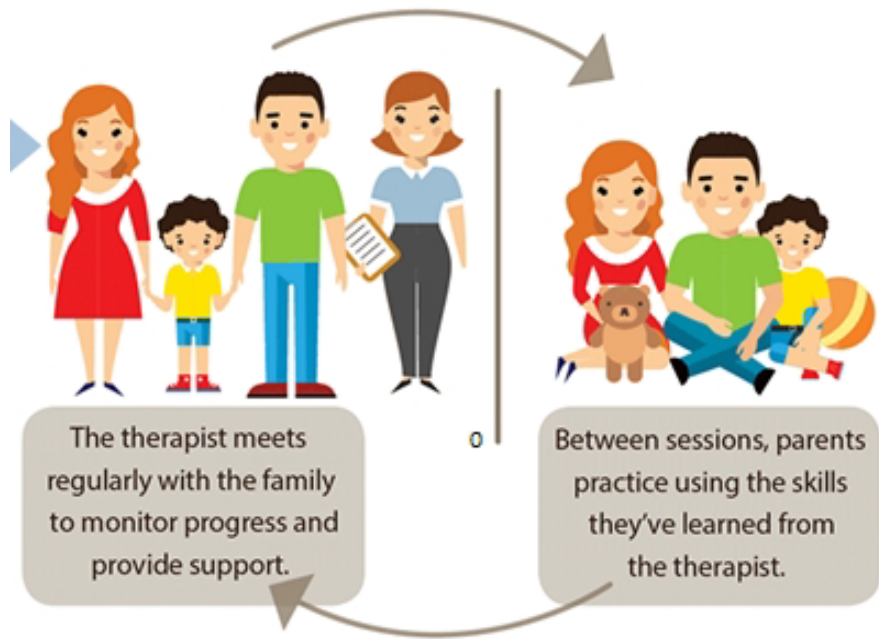 The therapist meets
regularly with the family
to monitor progress and
provide support.
0
Between sessions, parents
practice using the skills
they’ve learned from
the therapist.